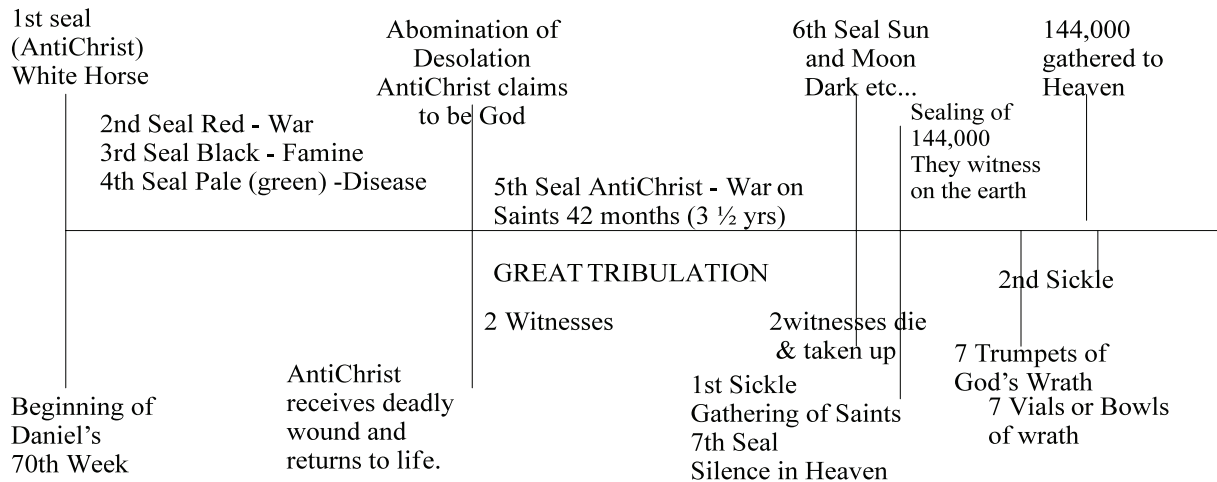 1st seal
(AntiChrist)
White Horse
Abomination of
Desolation
AntiChrist claims
to be God
6th Seal Sun
and Moon
Dark etc...
144,000
gathered to
Heaven
2nd Seal Red - War
3rd Seal Black - Famine
4th Seal Pale (green) -Disease
Sealing of
144,000
They witness
on the earth
5th Seal AntiChrist - War on
Saints 42 months (3 ½ yrs)
GREAT TRIBULATION
2nd Sickle
2 Witnesses
2witnesses die
& taken up
7 Trumpets of
God's Wrath
7 Vials or Bowls
of wrath
AntiChrist
receives deadly
wound and
returns to life.
1st Sickle
Gathering of Saints
7th Seal
Silence in Heaven
Beginning of
Daniel's
70th Week